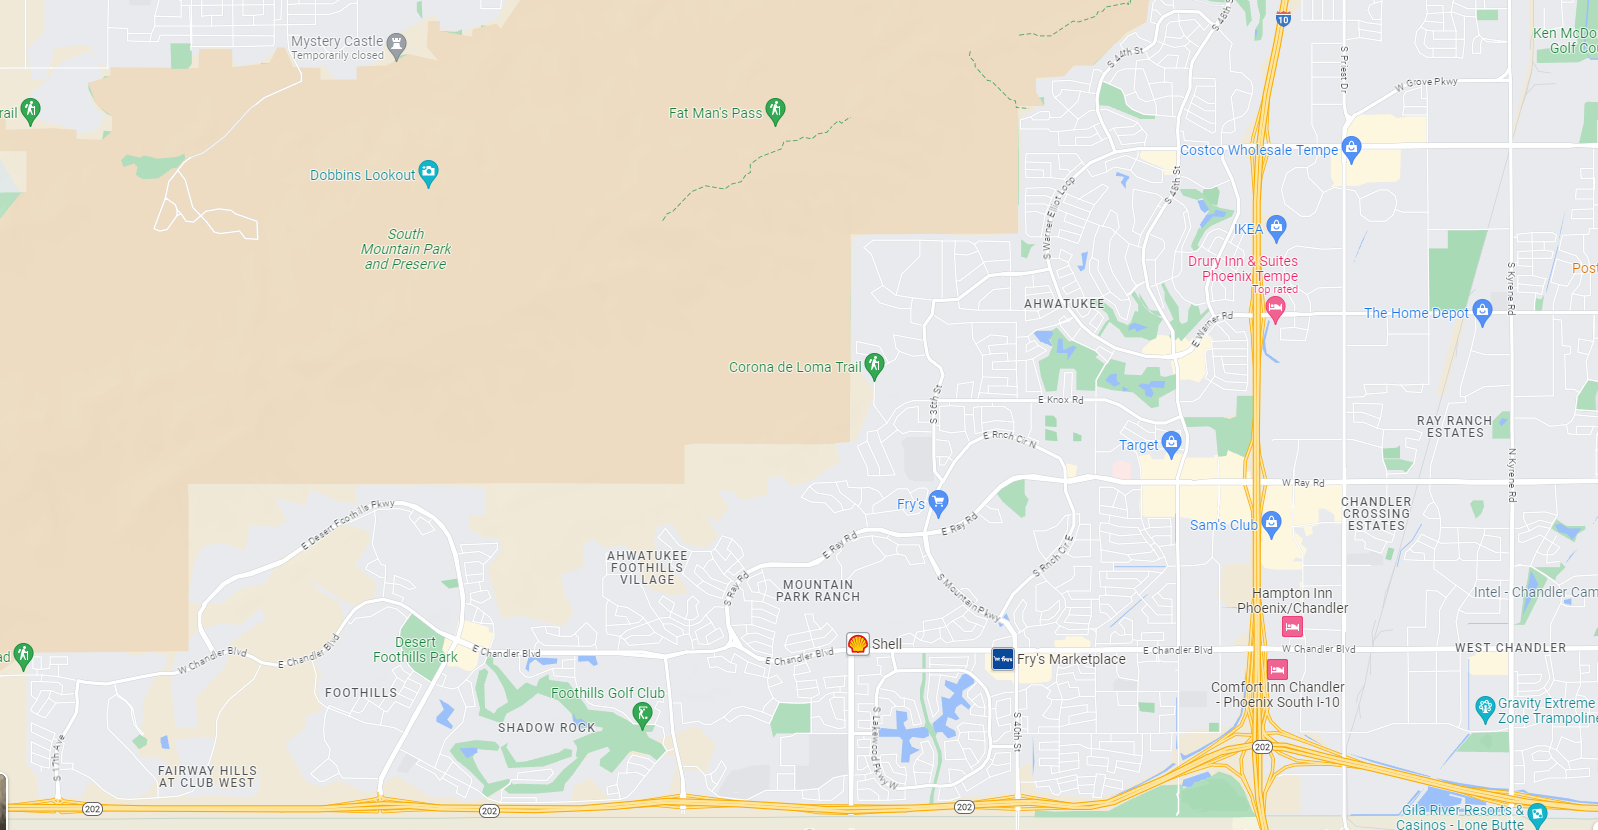 10
Ken McDo
Golf Co
S 48th St
Mystery Castle
Temporarily closed
S 44th St
S Priest Dr
W Grove Pkwy
rail
Fat Man's Pass
Costco Wholesale Tempe
Dobbins Lookout
S 48th St
S Warner Elliot Loop
South
Mountain Park
and Preserve
IKEA
Drury Inn & Suites
Phoenix Tempe
Top rated
Post
S Kyrene Rd
AHWATUKEE
E Warner Rd
The Home Depot
Corona de Loma Trail
S 36th St
E Knox Rd
RAY RANCH
ESTATES
E Rnch Cir N
Target
N Kyrene Rd
W Ray Rd
Fry's
E Desert Foothills Pkwy
E Ray Rd
CHANDLER
CROSSING
ESTATES
Sam's Club
E Ray Rd
AHWATUKEE
FOOTHILLS
VILLAGE
S Rnch Cir E
S Ray Rd
MOUNTAIN
PARK RANCH
S Mountain Pkwy
Hampton Inn
Phoenix/Chandler
Intel - Chandler Cam
Desert
Foothills Park
Shell
ad
W Chandler Blvd
E Chandler Blvd
E Chandler Blvd
E Chandler Blvd
Fry's Marketplace
E Chandler Blvd
W Chandler Blvd
WEST CHANDLER
FOOTHILLS
Foothills Golf Club
Comfort Inn Chandler
- Phoenix South I-10
Gravity Extreme
Zone Trampoline
SHADOW ROCK
S Lakewood Pkwy W
S 40th St
S 17th Ave
202
FAIRWAY HILLS
AT CLUB WEST
202
202
202
Gila River Resorts &
Casinos - Lone Butte